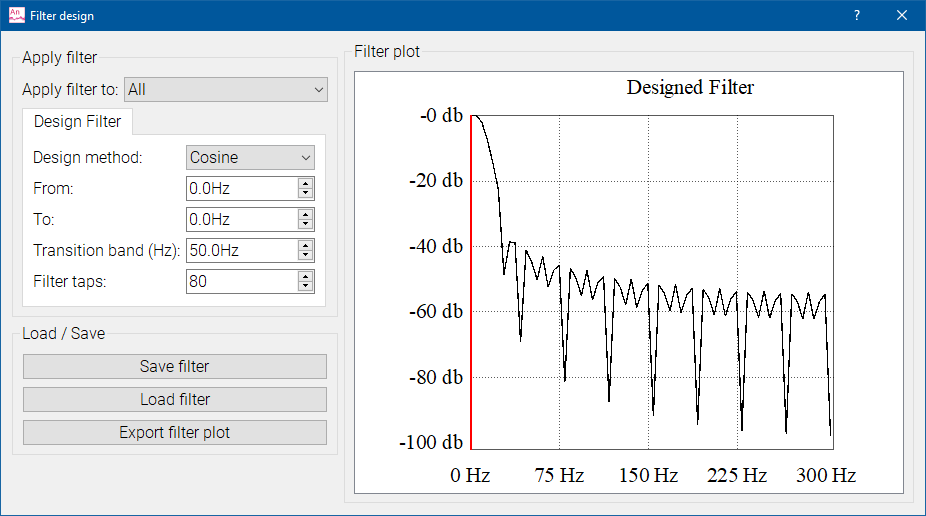 An
Filter design
?
Apply filter
Apply filter to: All
Design Filter
Design method: Cosine
From: 0.0Hz
To: 0.0Hz
Transition band (Hz): 50.0Hz
Filter taps: 80
Load / Save
Save filter
Load filter
Export filter plot
Filter plot
Designed Filter
-0 db
-20 db
-40 db
-60 db
-80 db
-100 db
0 Hz 75 Hz 150 Hz 225 Hz 300 Hz